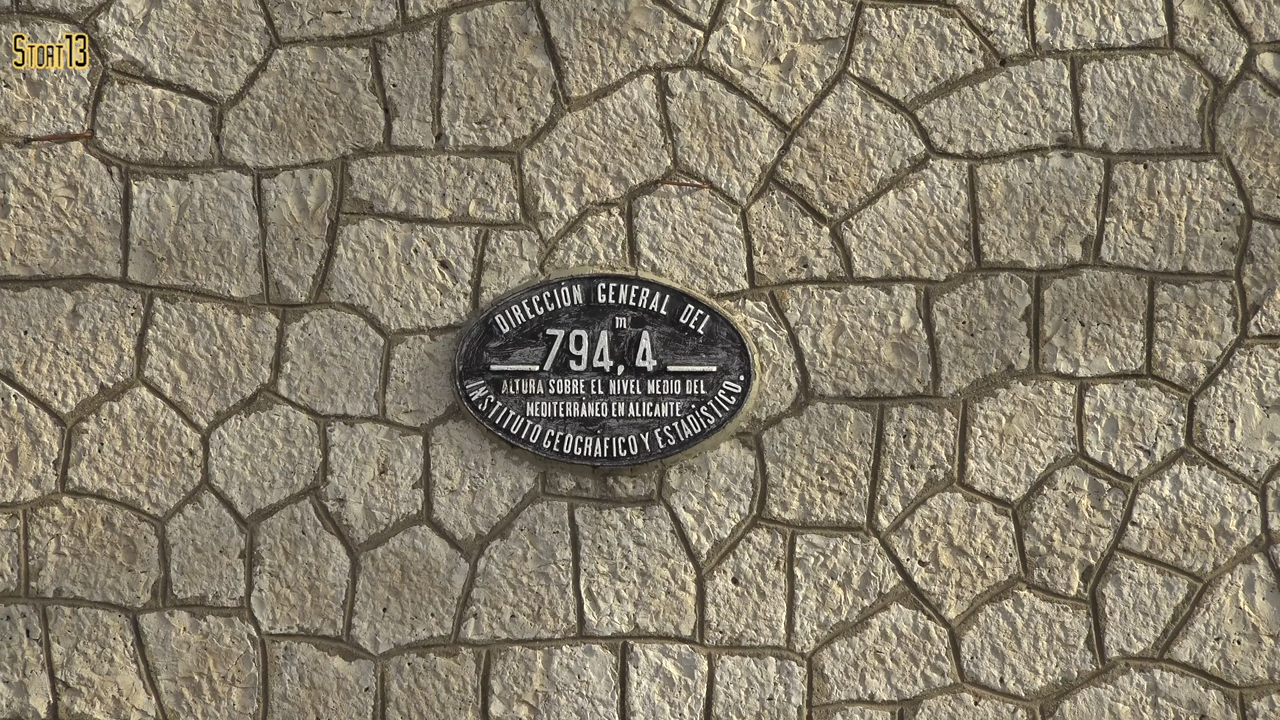 Stort13
DIRECCIÓN GENERAL DEL
m
794,4
ALTURA SOBRE EL NIVEL MEDIO DEL
MEDITERRÁNEO EN ALICANTE
INSTITUTO GEOGRÁFICO Y ESTADÍSTICO.